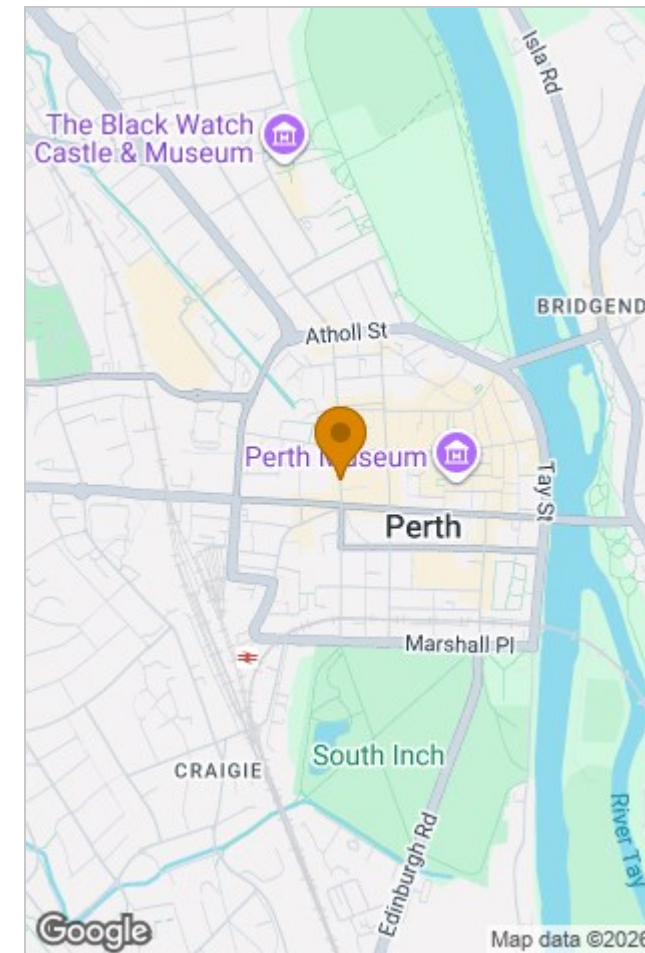 Isla Rd
The Black Watch
Castle & Museum
BRIDGEND
Atholl St
Perth Museum
Tay St
Perth
Marshall Pl
South Inch
CRAIGIE
River Tay
Edinburgh Rd
Google
Map data ©2026